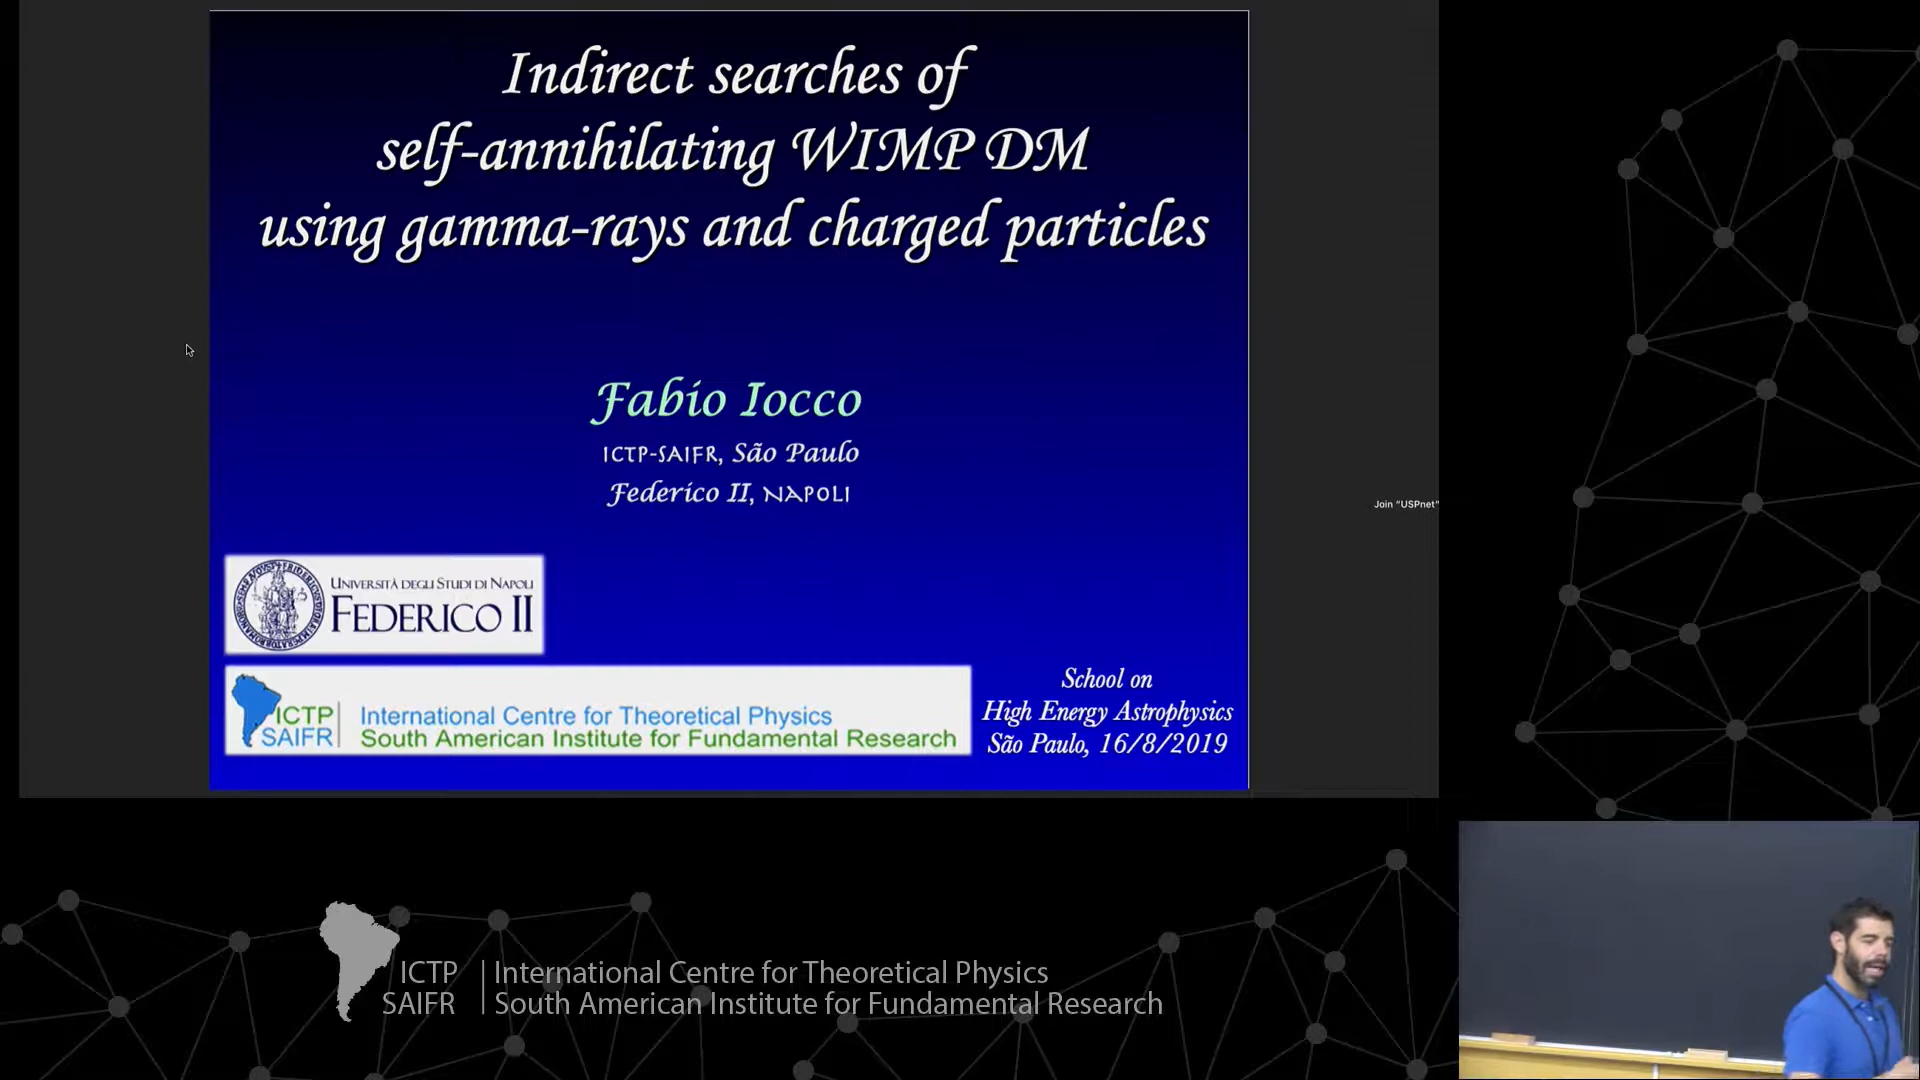 Indirect searches of
self-annihilating WIMP DM
using gamma-rays and charged particles
Fabio Iocco
ICTP-SAIFR, São Paulo
Federico II, NAPOLI
Join "USPnet"
UNIVERSITÀ DEGLI STUDI DI NAPOLI
FEDERICO II
ICTP
SAIFR
International Centre for Theoretical Physics
South American Institute for Fundamental Research
School on
High Energy Astrophysics
São Paulo, 16/8/2019
ICTP
SAIFR
International Centre for Theoretical Physics
South American Institute for Fundamental Research